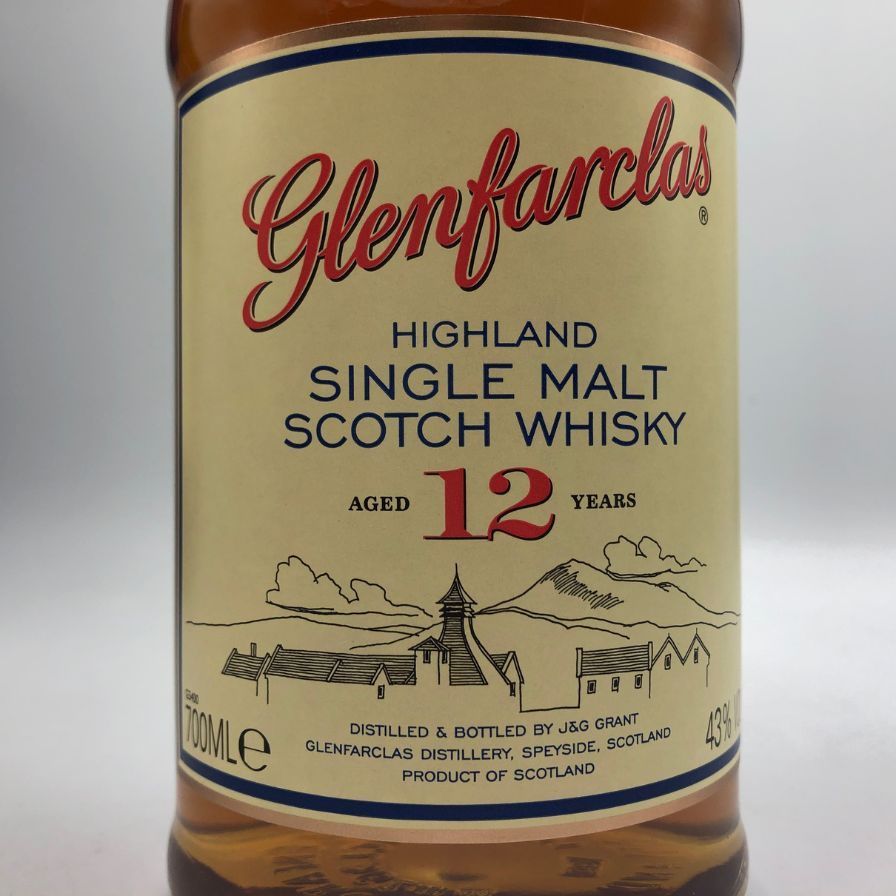 Glenfarclas
®
HIGHLAND
SINGLE MALT
SCOTCH WHISKY
AGED 12 YEARS
700ML e
43%
DISTILLED & BOTTLED BY J&G GRANT
GLENFARCLAS DISTILLERY, SPEYSIDE, SCOTLAND
PRODUCT OF SCOTLAND